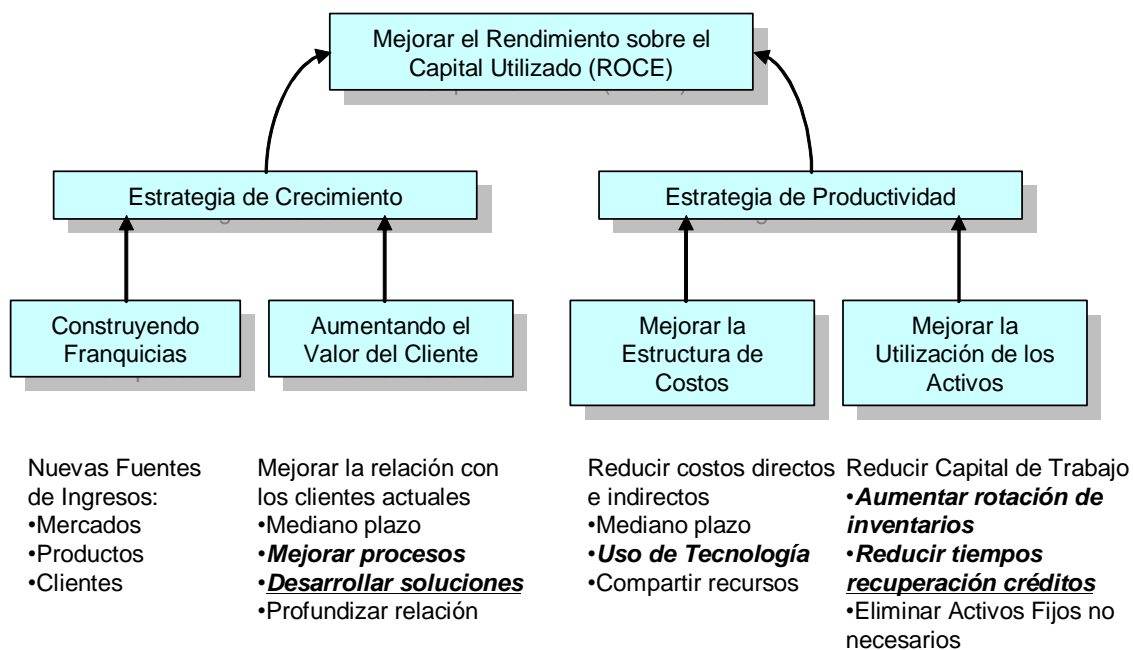 Mejorar el Rendimiento sobre el
Capital Utilizado (ROCE)
Estrategia de Crecimiento
Estrategia de Productividad
Construyendo
Franquicias
Aumentando el
Valor del Cliente
Mejorar la
Estructura de
Costos
Mejorar la
Utilización de los
Activos
Nuevas Fuentes
de Ingresos:
•Mercados
•Productos
•Clientes
Mejorar la relación con
los clientes actuales
•Mediano plazo
•Mejorar procesos
•Desarrollar soluciones
•Profundizar relación
Reducir costos directos
e indirectos
•Mediano plazo
•Uso de Tecnología
•Compartir recursos
Reducir Capital de Trabajo
•Aumentar rotación de
inventarios
•Reducir tiempos
recuperación créditos
•Eliminar Activos Fijos no
necesarios